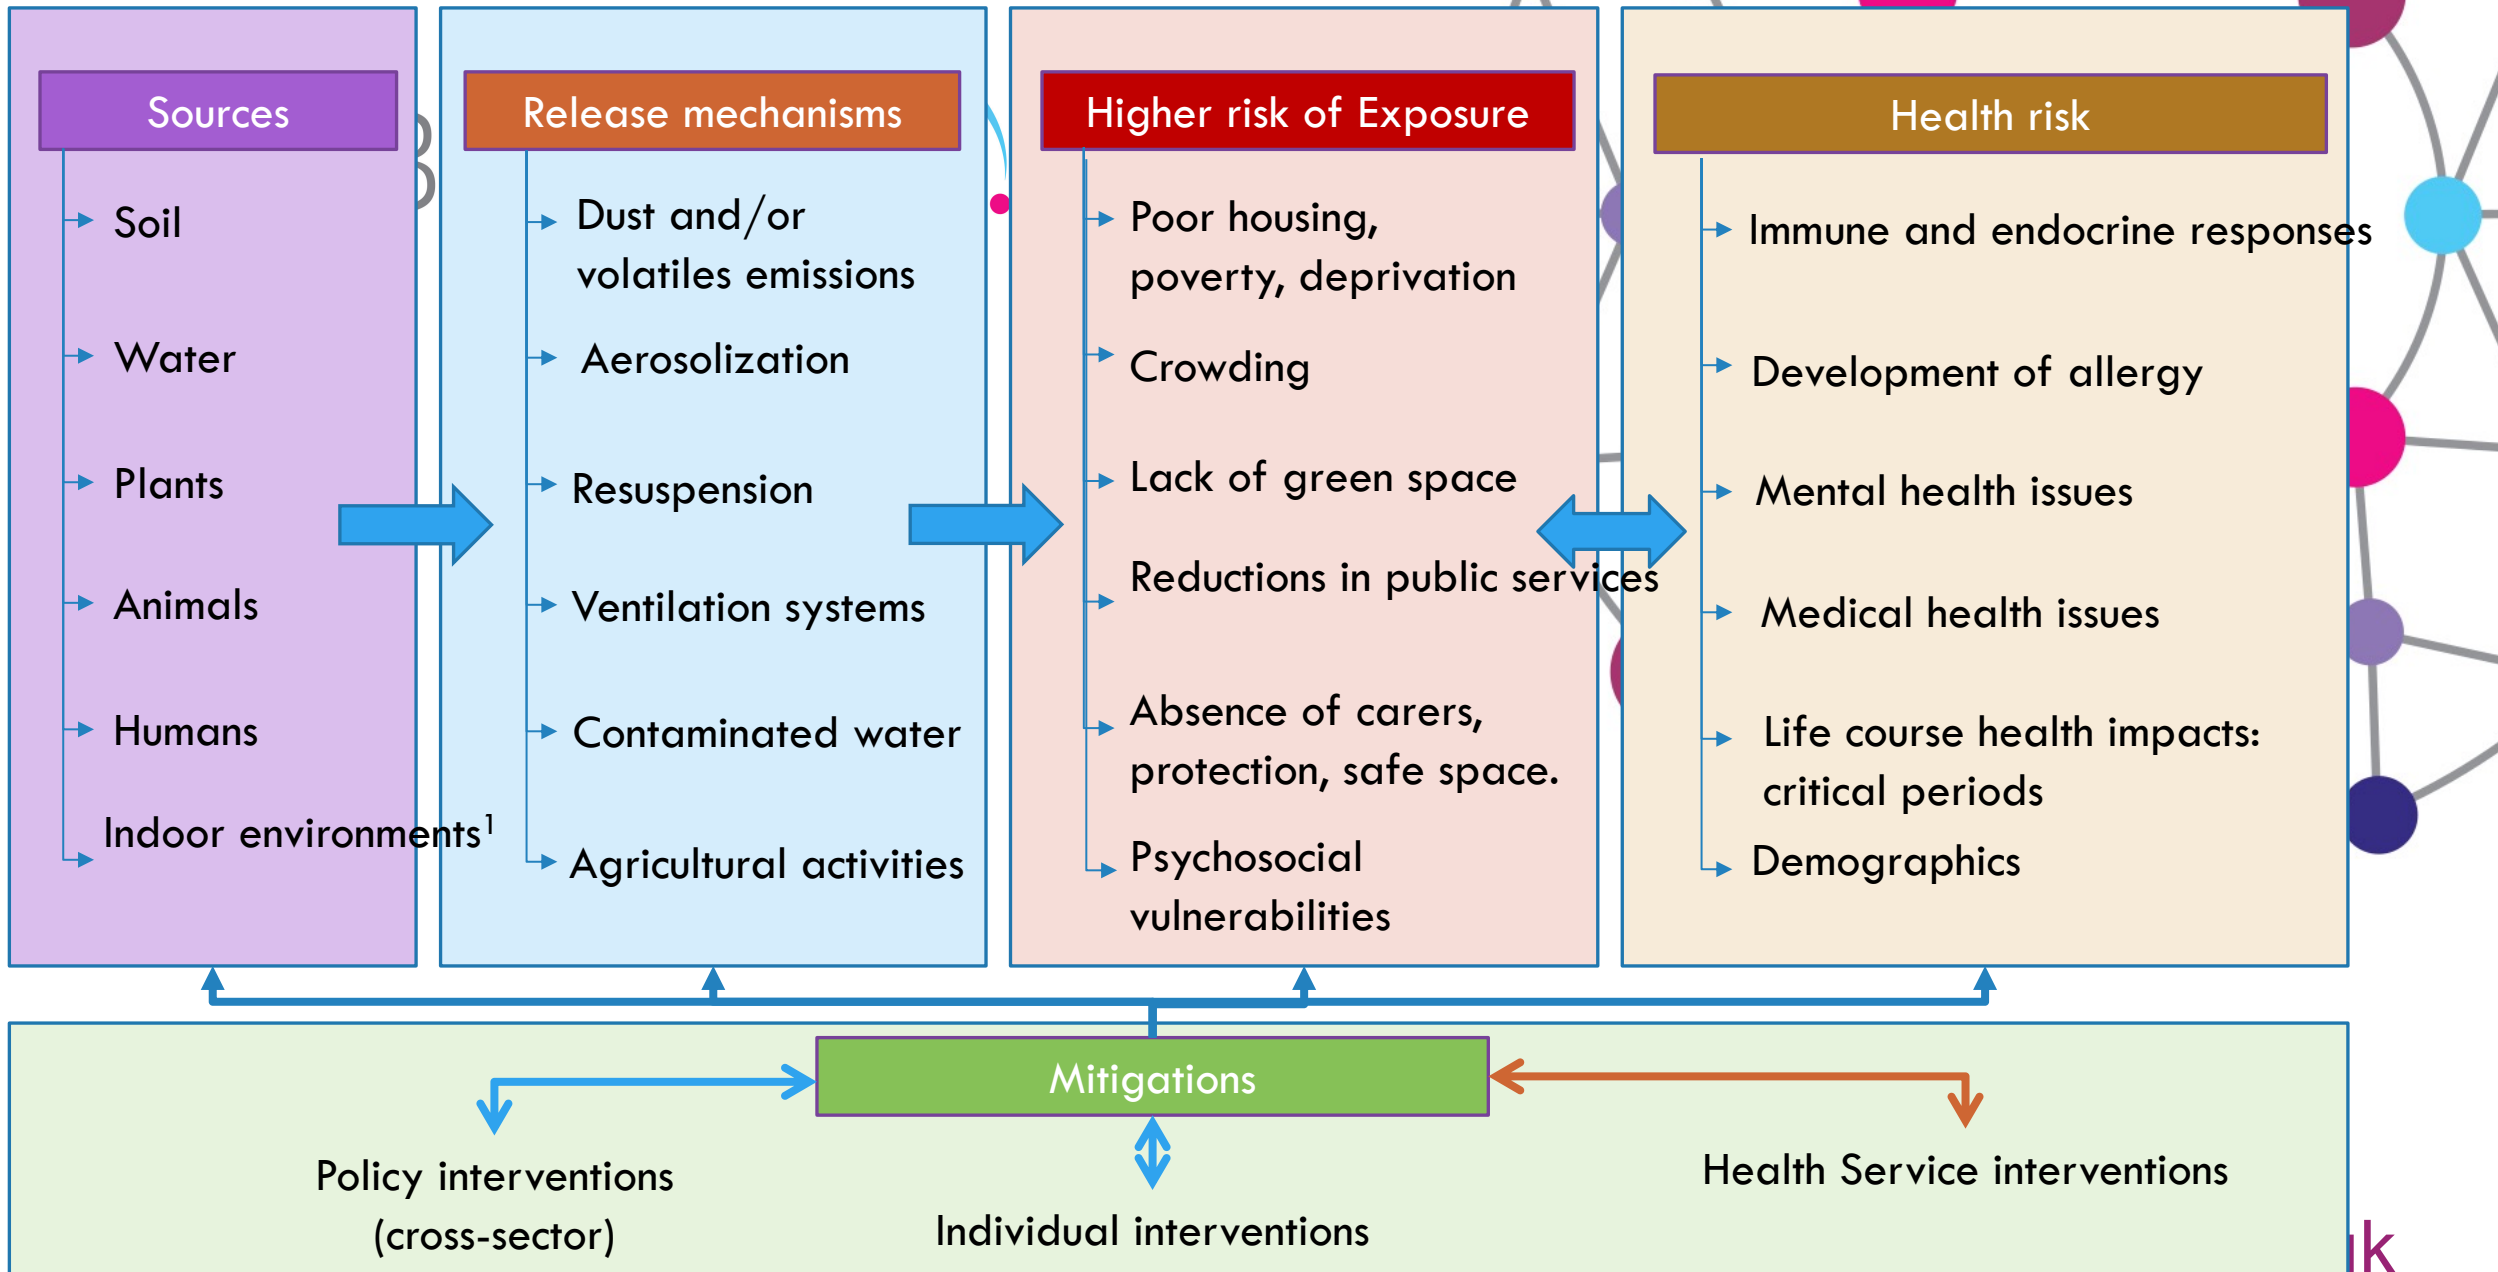 Sources
Soil
Water
Plants
Animals
Humans
Indoor environments¹
Release mechanisms
Dust and/or
volatiles emissions
Aerosolization
Resuspension
Ventilation systems
Contaminated water
Agricultural activities
Higher risk of Exposure
Poor housing,
poverty, deprivation
Crowding
Lack of green space
Reductions in public services
Absence of carers,
protection, safe space.
Psychosocial
vulnerabilities
Health risk
Immune and endocrine responses
Development of allergy
Mental health issues
Medical health issues
Life course health impacts:
critical periods
Demographics
Mitigations
Policy interventions
(cross-sector)
Individual interventions
Health Service interventions